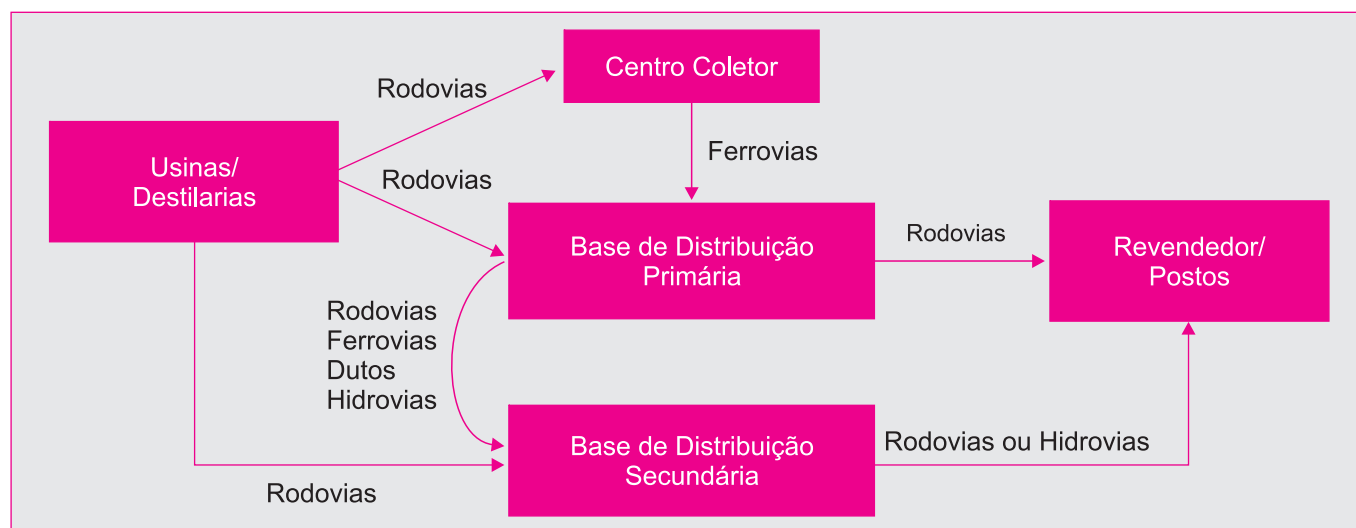 Centro Coletor
Rodovias
Usinas/
Destilarias
Ferrovias
Rodovias
Base de Distribuição
Primária
Rodovias
Revendedor/
Postos
Rodovias
Ferrovias
Dutos
Hidrovias
Base de Distribuição
Secundária
Rodovias ou Hidrovias
Rodovias